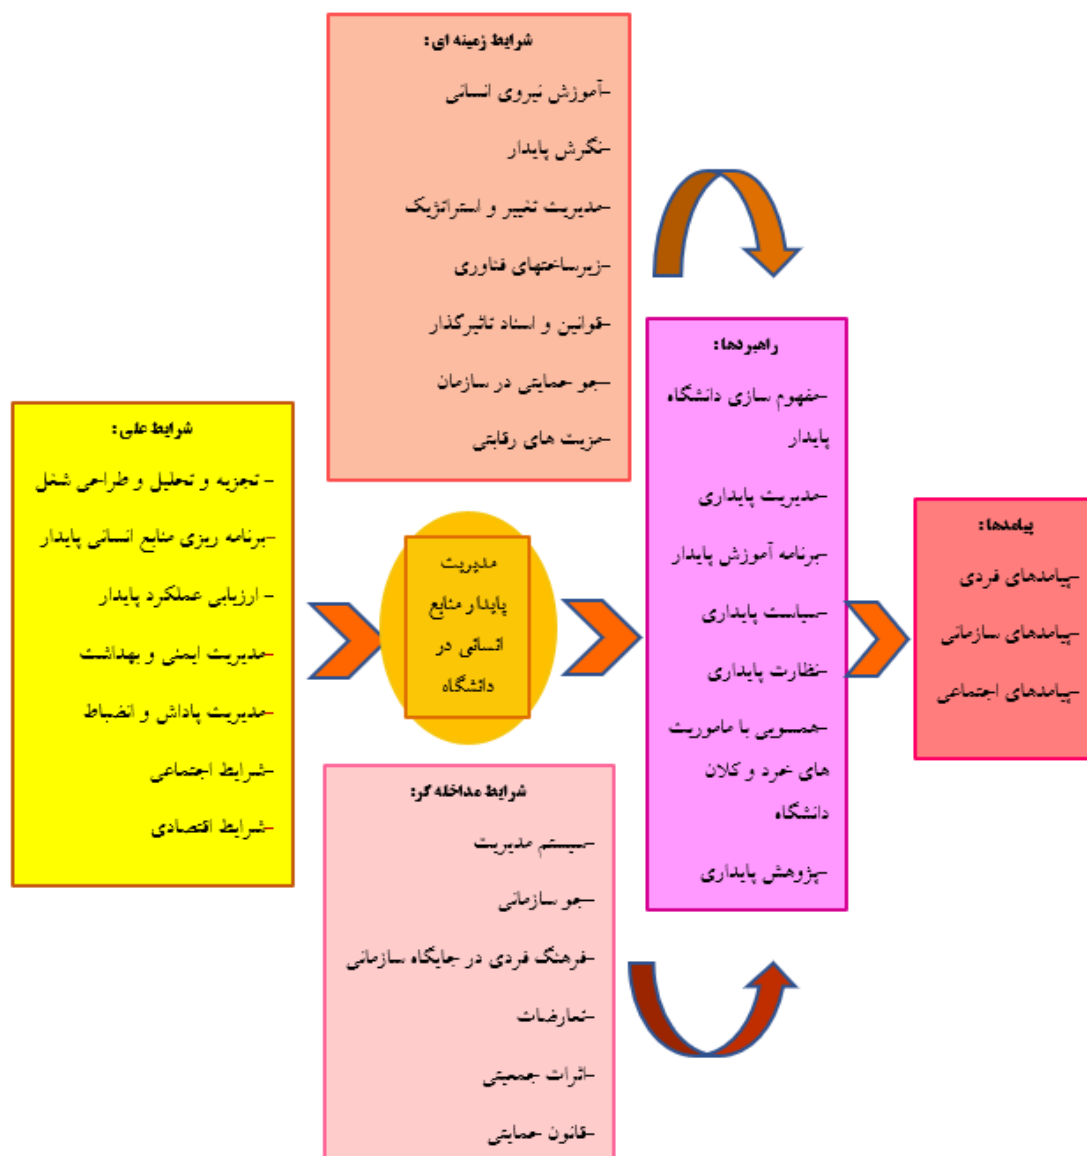 شرایط زمینه ای:
-آموزش نیروی انسانی
-نگرش پایدار
-مدیریت تغییر و استراتژیک
-زیرساختهای فناوری
-قوانین و اسناد تاثیرگذار
-جو حمایتی در سازمان
-مزیت های رقابتی
شرایط علی:
- تجزیه و تحلیل و طراحی شغل
-برنامه ریزی منابع انسانی پایدار
- ارزیابی عملکرد پایدار
-مدیریت ایمنی و بهداشت
-مدیریت پاداش و انضباط
-شرایط اجتماعی
-شرایط اقتصادی
مدیریت
پایدار منابع
انسانی در
دانشگاه
شرایط مداخله گر:
-سیستم مدیریت
-جو سازمانی
-فرهنگ فردی در جایگاه سازمانی
-تعارضات
-اثرات جمعیتی
-قانون حمایتی
راهبردها:
-مفهوم سازی دانشگاه
پایدار
-مدیریت پایداری
-برنامه آموزش پایدار
-سیاست پایداری
-نظارت پایداری
-همسویی با ماموریت
های خرد و کلان
دانشگاه
-پژوهش پایداری
پیامدها:
-پیامدهای فردی
-پیامدهای سازمانی
-پیامدهای اجتماعی